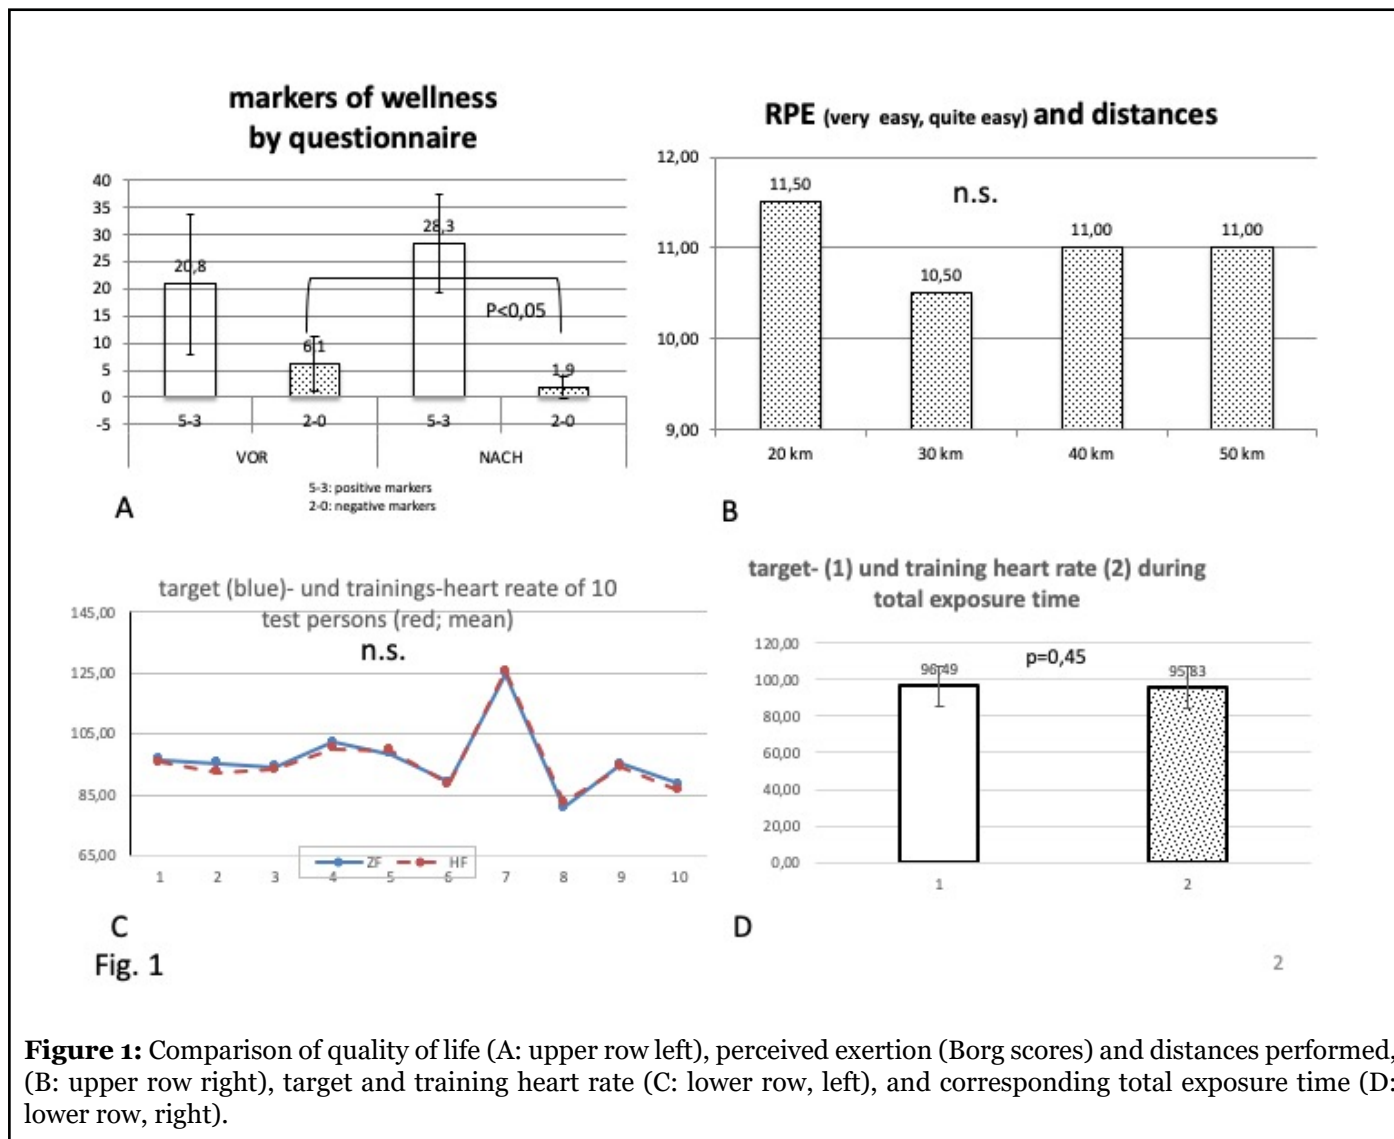 markers of wellness
by questionnaire
40
35
30
25
20
15
10
5
0
-5
20,8
6,1
28,3
1,9
P<0,05
5-3
2-0
5-3
2-0
VOR
NACH
5-3: positive markers
2-0: negative markers
A
RPE (very easy, quite easy) and distances
12,00
11,00
10,00
9,00
11,50
10,50
11,00
11,00
n.s.
20 km
30 km
40 km
50 km
B
target (blue)- und trainings-heart reate of 10
test persons (red; mean)
n.s.
145,00
125,00
105,00
85,00
65,00
ZF
HF
1
2
3
4
5
6
7
8
9
10
C
target- (1) und training heart rate (2) during
total exposure time
120,00
100,00
80,00
60,00
40,00
20,00
0,00
96,49
p=0,45
95,83
1
2
D
Fig. 1
2
Figure 1: Comparison of quality of life (A: upper row left), perceived exertion (Borg scores) and distances performed,
(B: upper row right), target and training heart rate (C: lower row, left), and corresponding total exposure time (D:
lower row, right).